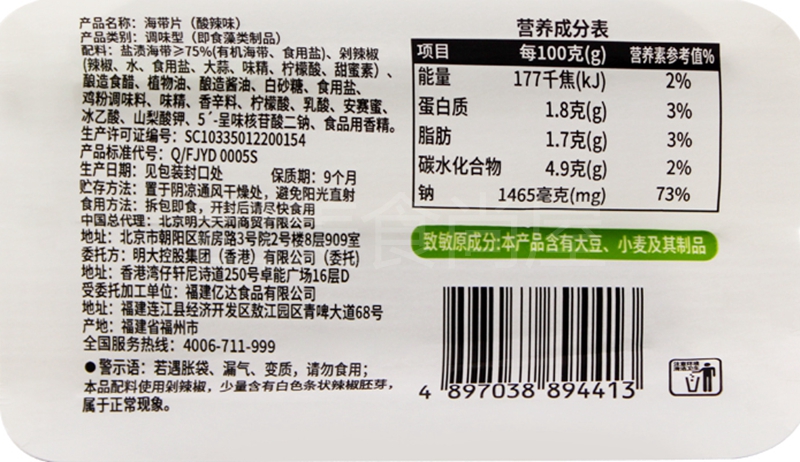 产品名称：海带片（酸辣味）
产品类别：调味型（即食藻类制品）
配料：盐渍海带≥75%(有机海带、食用盐)、剁辣椒
(辣椒、水、食用盐、大蒜、味精、柠檬酸、甜蜜素）、
酿造食醋、植物油、酿造酱油、白砂糖、食用盐、
鸡粉调味料、味精、香辛料、柠檬酸、乳酸、安赛蜜、
冰乙酸、山梨酸钾、5´-呈味核苷酸二钠、食品用香精。
生产许可证编号：SC10335012200154
产品标准代号：Q/FJYD 0005S
生产日期：见包装封口处 保质期：9个月
贮存方法：置于阴凉通风干燥处，避免阳光直射
食用方法：拆包即食，开封后请尽快食用
中国总代理：北京明大天润商贸有限公司
地址：北京市朝阳区新房路3号院2号楼8层909室
委托方：明大控股集团（香港）有限公司（委托)
地址：香港湾仔轩尼诗道250号卓能广场16层D
受委托加工单位：福建亿达食品有限公司
地址：福建连江县经济开发区敖江园区青啤大道68号
产地：福建省福州市
全国服务热线：4006-711-999
●警示语：若遇胀袋、漏气、变质，请勿食用；
本品配料使用剁辣椒，少量含有白色条状辣椒胚芽，
属于正常现象。
营养成分表
项目 每100克(g) 营养素参考值%
能量 177千焦(kJ) 2%
蛋白质 1.8克(g) 3%
脂肪 1.7克(g) 3%
碳水化合物 4.9克(g) 2%
钠 1465毫克(mg) 73%
致敏原成分:本产品含有大豆、小麦及其制品
4 897038 894413